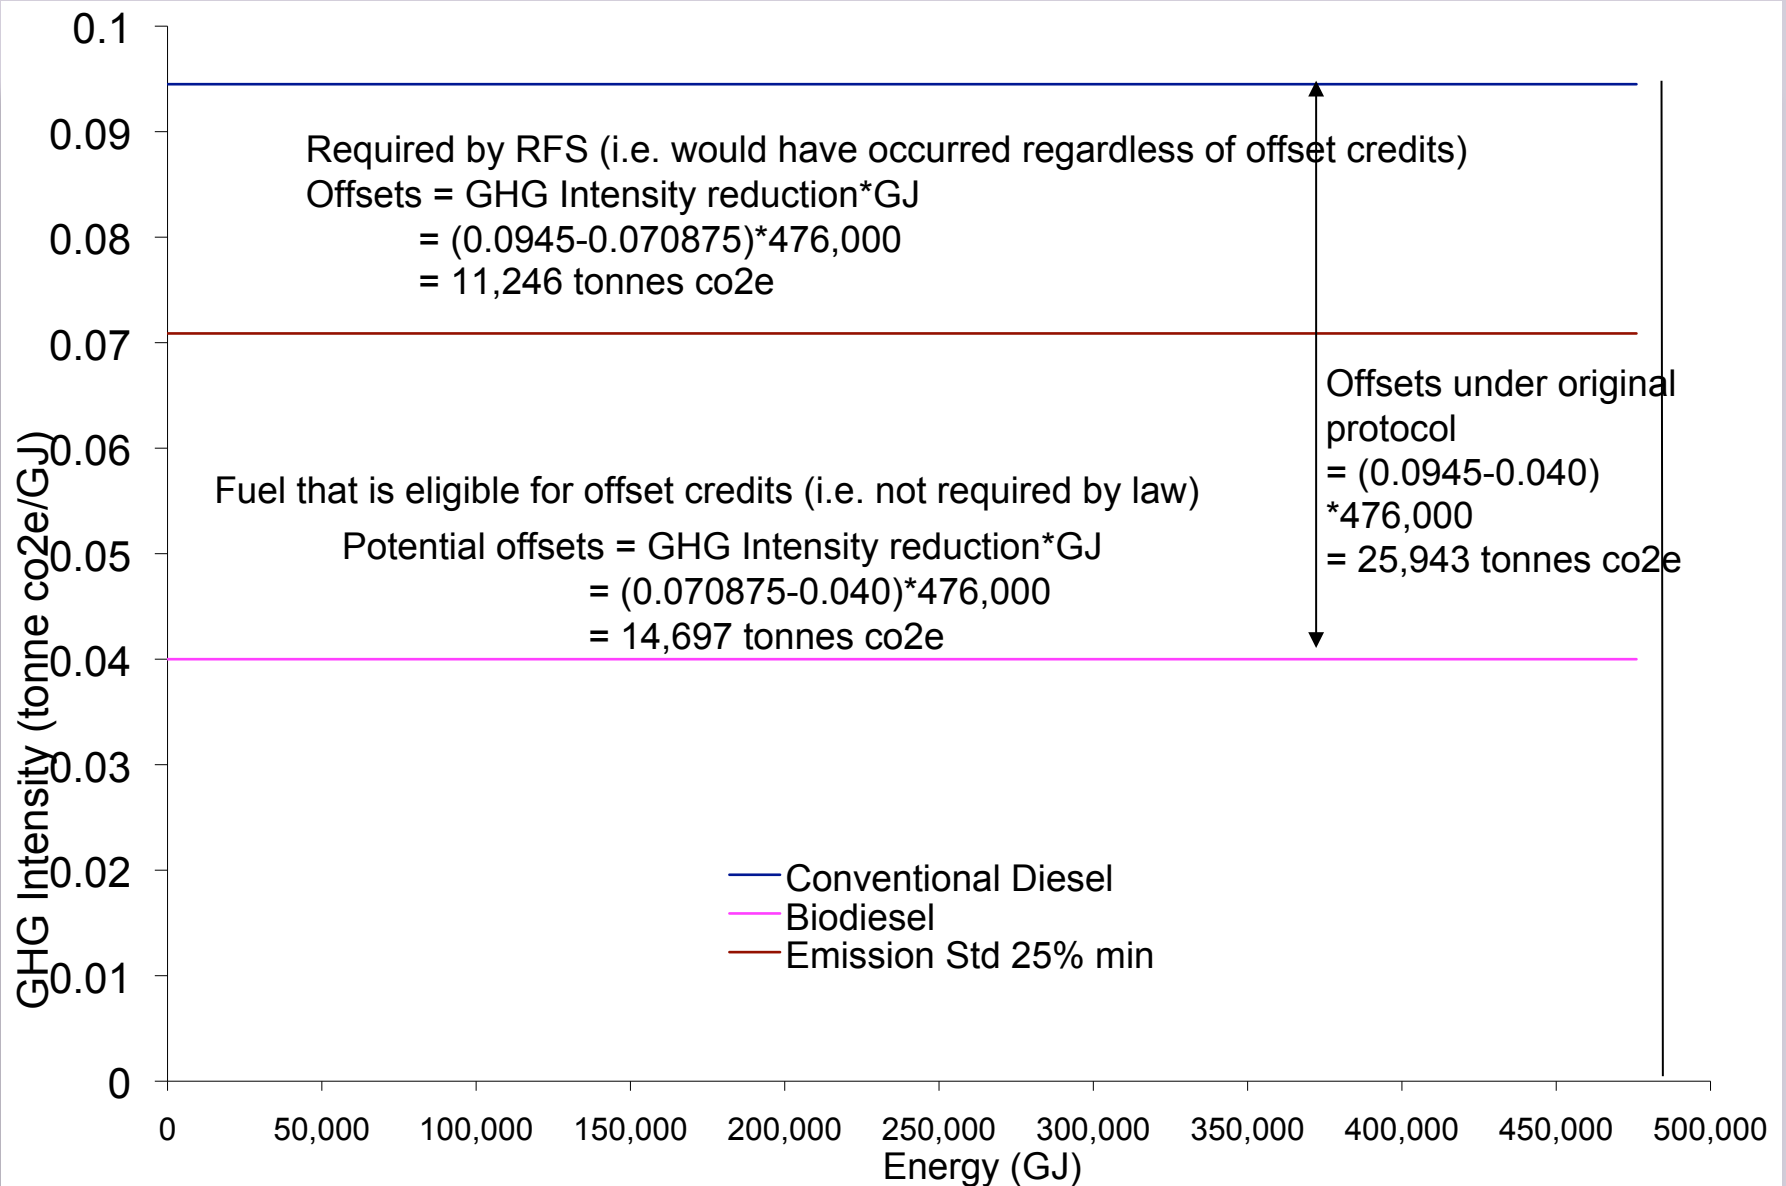 0.1
0.09
0.08
0.07
0.06
0.05
0.04
0.03
0.02
0.01
0
GHG Intensity (tonne co2e/GJ)
Required by RFS (i.e. would have occurred regardless of offset credits)
Offsets = GHG Intensity reduction*GJ
= (0.0945-0.070875)*476,000
= 11,246 tonnes co2e
Offsets under original
protocol
= (0.0945-0.040)
*476,000
= 25,943 tonnes co2e
Fuel that is eligible for offset credits (i.e. not required by law)
Potential offsets = GHG Intensity reduction*GJ
= (0.070875-0.040)*476,000
= 14,697 tonnes co2e
Conventional Diesel
Biodiesel
Emission Std 25% min
0 50,000 100,000 150,000 200,000 250,000 300,000 350,000 400,000 450,000 500,000
Energy (GJ)